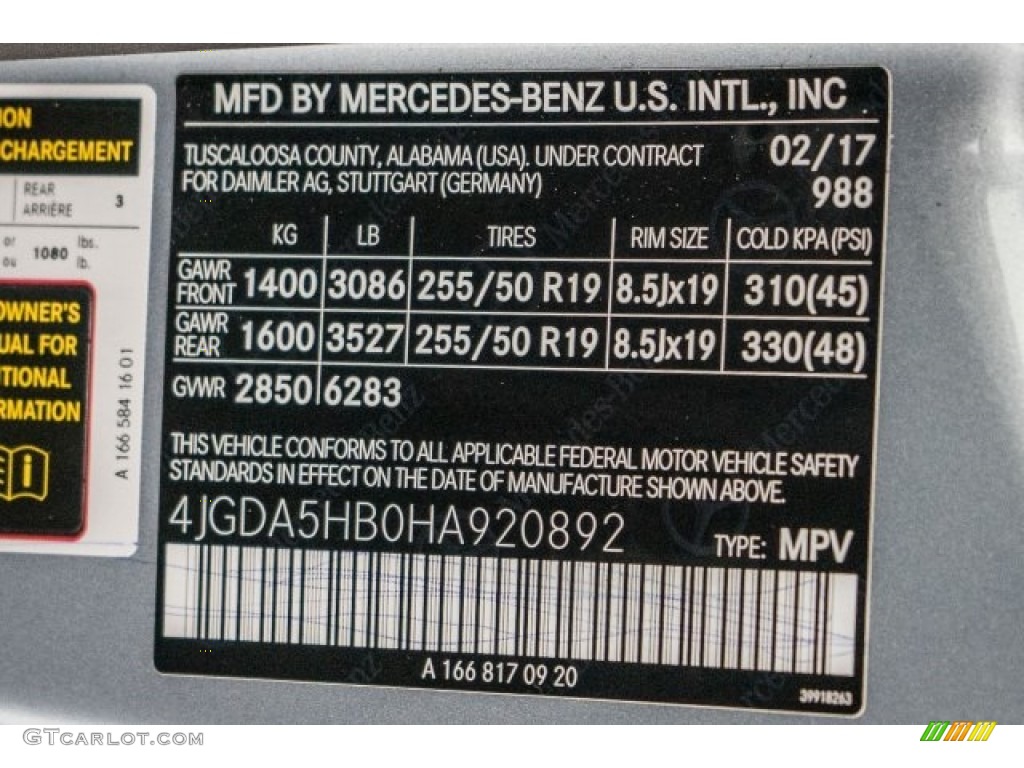 ION
CHARGEMENT
REAR
ARRIÈRE 3
or
ou 1080 lbs.
lb.
OWNER'S
UAL FOR
ITIONAL
RMATION
A 166 584 16 01
MFD BY MERCEDES-BENZ U.S. INTL., INC
TUSCALOOSA COUNTY, ALABAMA (USA). UNDER CONTRACT 02/17
FOR DAIMLER AG, STUTTGART (GERMANY) 988
KG LB TIRES RIM SIZE COLD KPA (PSI)
GAWR
FRONT 1400 3086 255/50 R19 8.5Jx19 310(45)
GAWR
REAR 1600 3527 255/50 R19 8.5Jx19 330(48)
GVWR 2850 6283
THIS VEHICLE CONFORMS TO ALL APPLICABLE FEDERAL MOTOR VEHICLE SAFETY
STANDARDS IN EFFECT ON THE DATE OF MANUFACTURE SHOWN ABOVE.
4JGDA5HB0HA920892 TYPE: MPV
A 166 817 09 20
39918263
GTcarlot.com